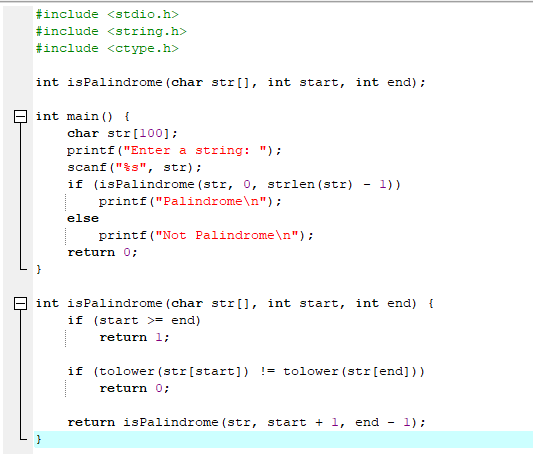 #include <stdio.h>
#include <string.h>
#include <ctype.h>

int isPalindrome(char str[], int start, int end);

int main() {
    char str[100];
    printf("Enter a string: ");
    scanf("%s", str);
    if (isPalindrome(str, 0, strlen(str) - 1))
        printf("Palindrome\n");
    else
        printf("Not Palindrome\n");
    return 0;
}

int isPalindrome(char str[], int start, int end) {
    if (start >= end)
        return 1;

    if (tolower(str[start]) != tolower(str[end]))
        return 0;

    return isPalindrome(str, start + 1, end - 1);
}